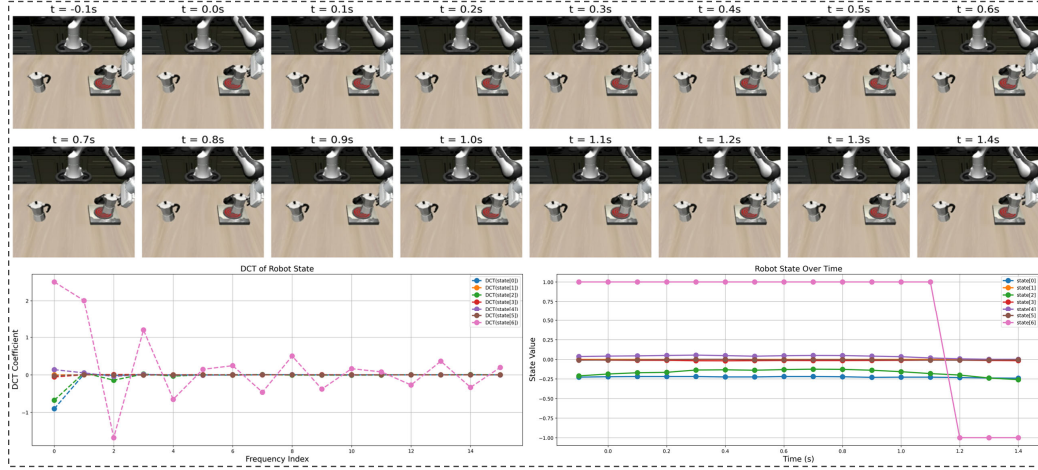 t = -0.1s t = 0.0s t = 0.1s t = 0.2s t = 0.3s t = 0.4s t = 0.5s t = 0.6s
t = 0.7s t = 0.8s t = 0.9s t = 1.0s t = 1.1s t = 1.2s t = 1.3s t = 1.4s
DCT of Robot State
DCT Coefficient
2
1
0
−1
DCT(state[0])
DCT(state[1])
DCT(state[2])
DCT(state[3])
DCT(state[4])
DCT(state[5])
DCT(state[6])
0 2 4 6 8 10 12 14
Frequency Index
Robot State Over Time
State Value
1.00
0.75
0.50
0.25
0.00
−0.25
−0.50
−0.75
−1.00
state[0]
state[1]
state[2]
state[3]
state[4]
state[5]
state[6]
0.0 0.2 0.4 0.6 0.8 1.0 1.2 1.4
Time (s)